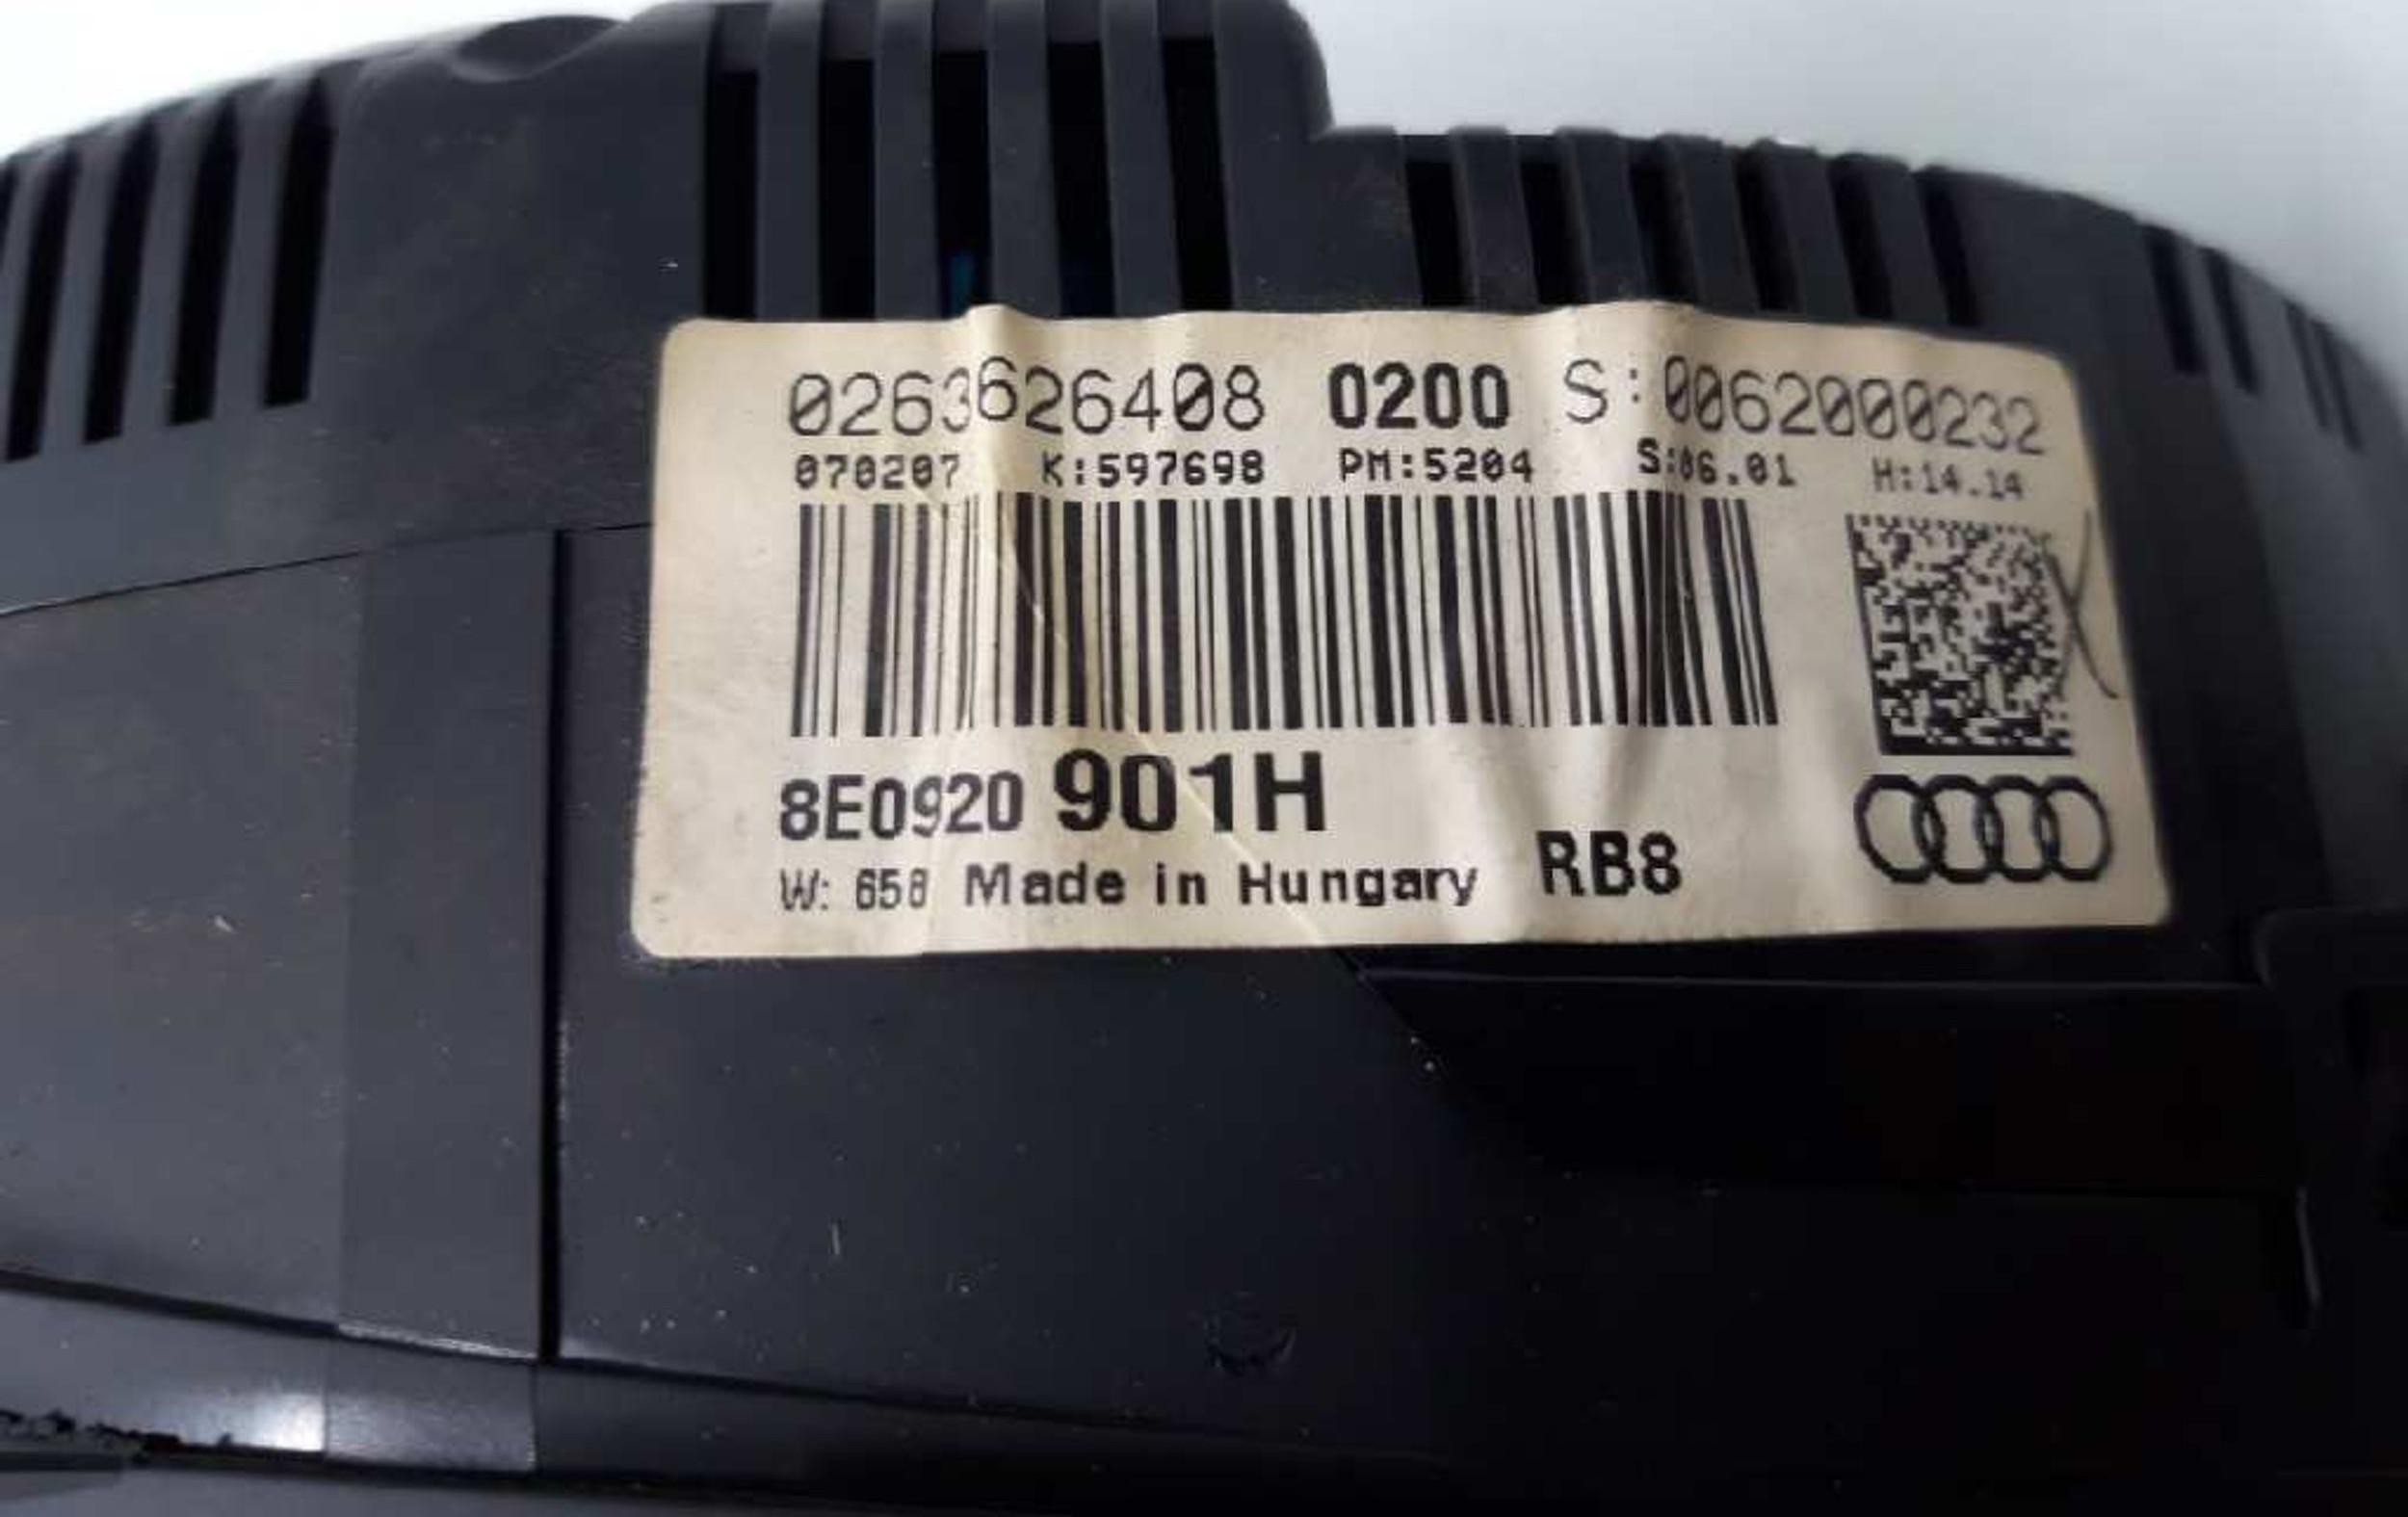 0263626408 0200 S:0062000232
070207 K:597698 PM:5204 S:06.01 H:14.14
8E0920 901H
W: 658 Made in Hungary RB8